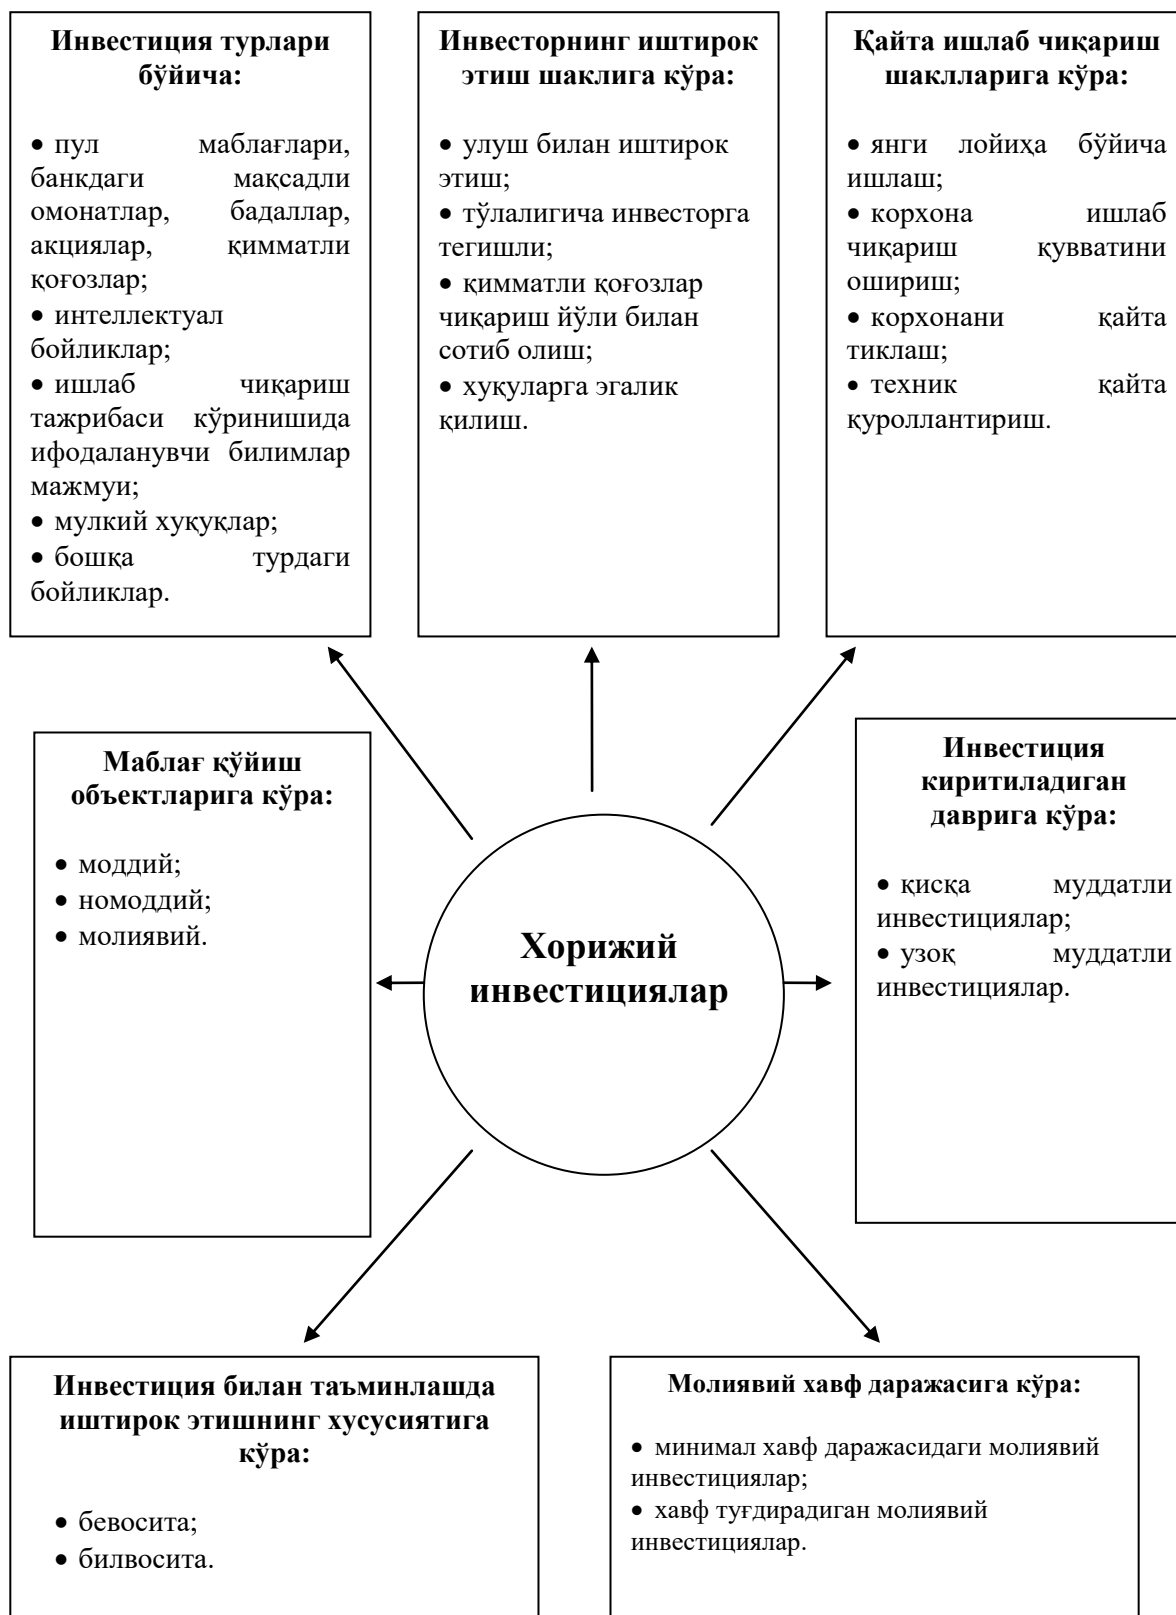 Инвестиция турлари
бўйича:
• пул маблағлари,
банкдаги мақсадли
омонатлар, бадаллар,
акциялар, қимматли
қоғозлар;
• интеллектуал
бойликлар;
• ишлаб чиқариш
тажрибаси кўринишида
ифодаланувчи билимлар
мажмуи;
• мулкий хуқуқлар;
• бошқа турдаги
бойликлар.
Инвесторнинг иштирок
этиш шаклига кўра:
• улуш билан иштирок
этиш;
• тўлалигича инвесторга
тегишли;
• қимматли қоғозлар
чиқариш йўли билан
сотиб олиш;
• хуқуларга эгалик
қилиш.
Қайта ишлаб чиқариш
шаклларига кўра:
• янги лойиҳа бўйича
ишлаш;
• корхона ишлаб
чиқариш қувватини
ошириш;
• корхонани қайта
тиклаш;
• техник қайта
қуроллантириш.
Маблағ қўйиш
объектларига кўра:
• моддий;
• номоддий;
• молиявий.
Хорижий
инвестициялар
Инвестиция
киритиладиган
даврига кўра:
• қисқа муддатли
инвестициялар;
• узоқ муддатли
инвестициялар.
Инвестиция билан таъминлашда
иштирок этишнинг хусусиятига
кўра:
• бевосита;
• билвосита.
Молиявий хавф даражасига кўра:
• минимал хавф даражасидаги молиявий
инвестициялар;
• хавф туғдирадиган молиявий
инвестициялар.